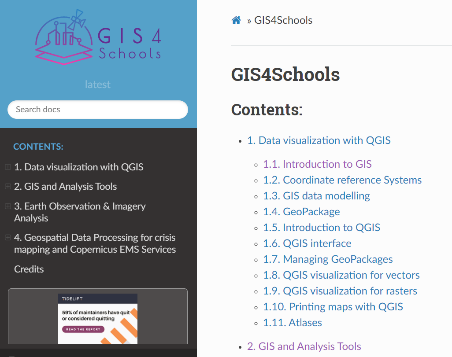 GIS 4
Schools
latest
Search docs
CONTENTS:
1. Data visualization with QGIS
2. GIS and Analysis Tools
3. Earth Observation & Imagery
Analysis
4. Geospatial Data Processing for crisis
mapping and Copernicus EMS Services
Credits
TIDELIFT
58% of maintainers have quit
or considered quitting
READ THE REPORT
» GIS4Schools
GIS4Schools
Contents:
• 1. Data visualization with QGIS
◦ 1.1. Introduction to GIS
◦ 1.2. Coordinate reference Systems
◦ 1.3. GIS data modelling
◦ 1.4. GeoPackage
◦ 1.5. Introduction to QGIS
◦ 1.6. QGIS interface
◦ 1.7. Managing GeoPackages
◦ 1.8. QGIS visualization for vectors
◦ 1.9. QGIS visualization for rasters
◦ 1.10. Printing maps with QGIS
◦ 1.11. Atlases
• 2. GIS and Analysis Tools